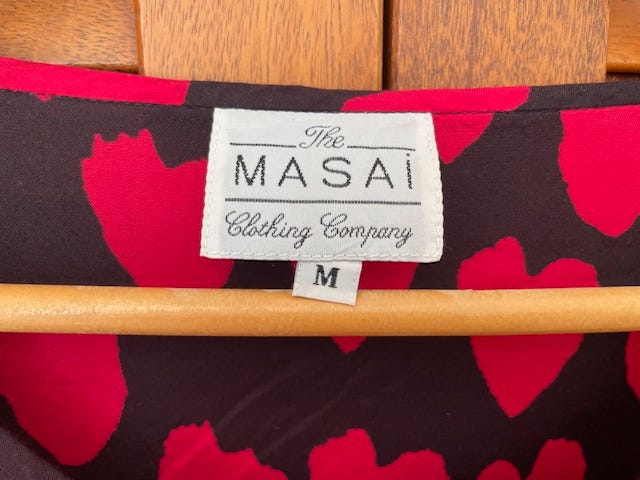 The
MASAi
Clothing Company
M